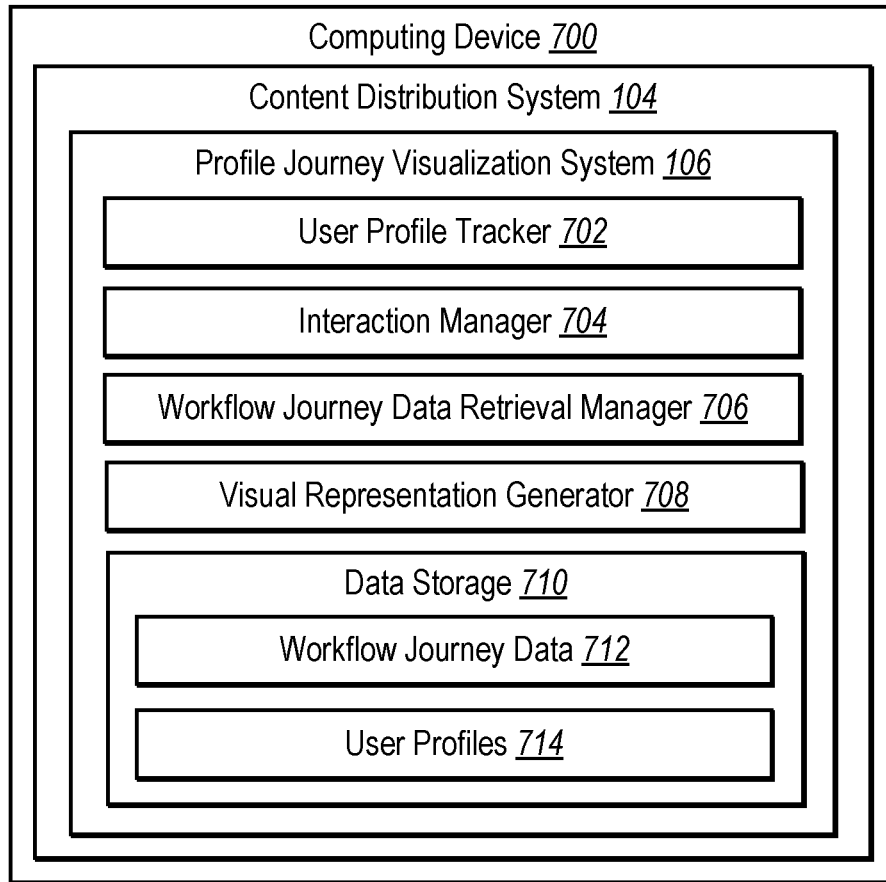 Computing Device 700
Content Distribution System 104
Profile Journey Visualization System 106
User Profile Tracker 702
Interaction Manager 704
Workflow Journey Data Retrieval Manager 706
Visual Representation Generator 708
Data Storage 710
Workflow Journey Data 712
User Profiles 714